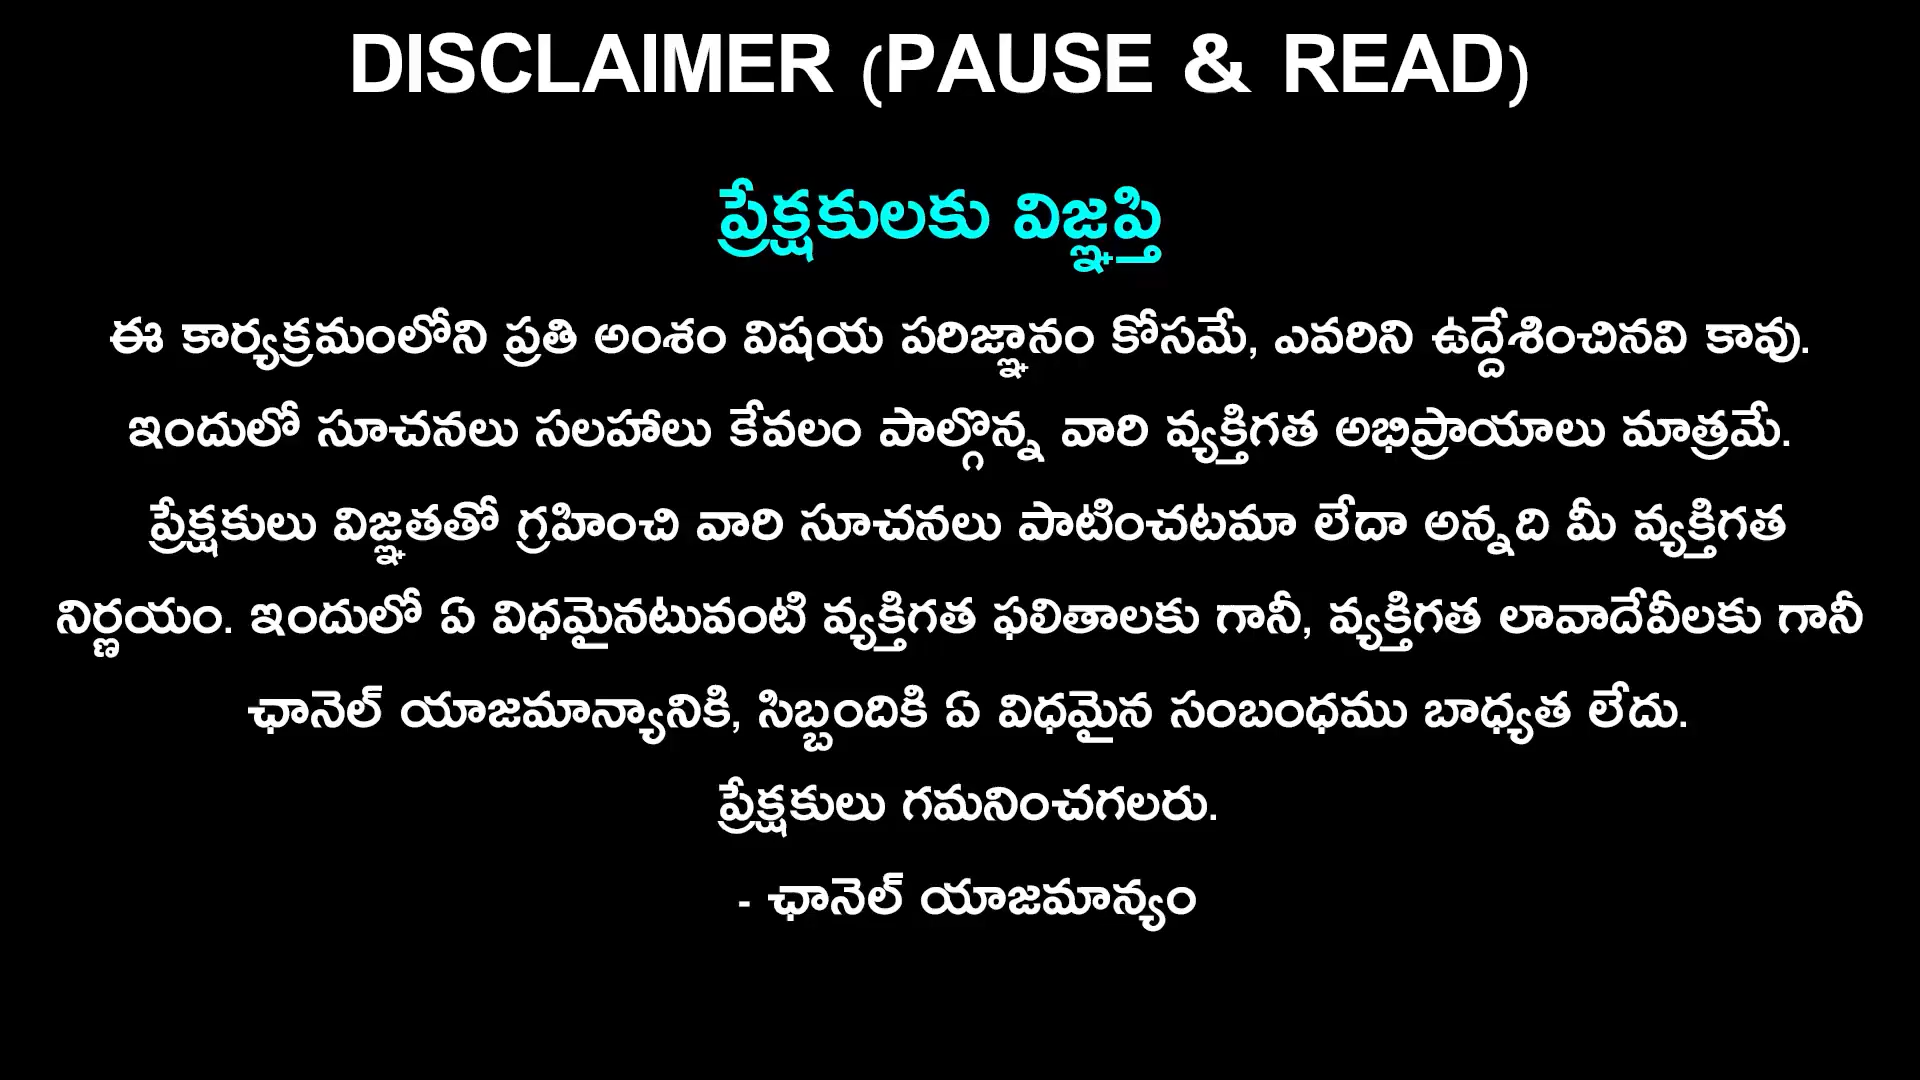 DISCLAIMER (PAUSE & READ)
ప్రేక్షకులకు విజ్ఞప్తి
ఈ కార్యక్రమంలోని ప్రతి అంశం విషయ పరిజ్ఞానం కోసమే, ఎవరిని ఉద్దేశించినవి కావు.
ఇందులో సూచనలు సలహాలు కేవలం పాల్గొన్న వారి వ్యక్తిగత అభిప్రాయాలు మాత్రమే.
ప్రేక్షకులు విజ్ఞతతో గ్రహించి వారి సూచనలు పాటించటమా లేదా అన్నది మీ వ్యక్తిగత
నిర్ణయం. ఇందులో ఏ విధమైనటువంటి వ్యక్తిగత ఫలితాలకు గానీ, వ్యక్తిగత లావాదేవీలకు గానీ
ఛానెల్ యాజమాన్యానికి, సిబ్బందికి ఏ విధమైన సంబంధము బాధ్యత లేదు.
ప్రేక్షకులు గమనించగలరు.
- ఛానెల్ యాజమాన్యం